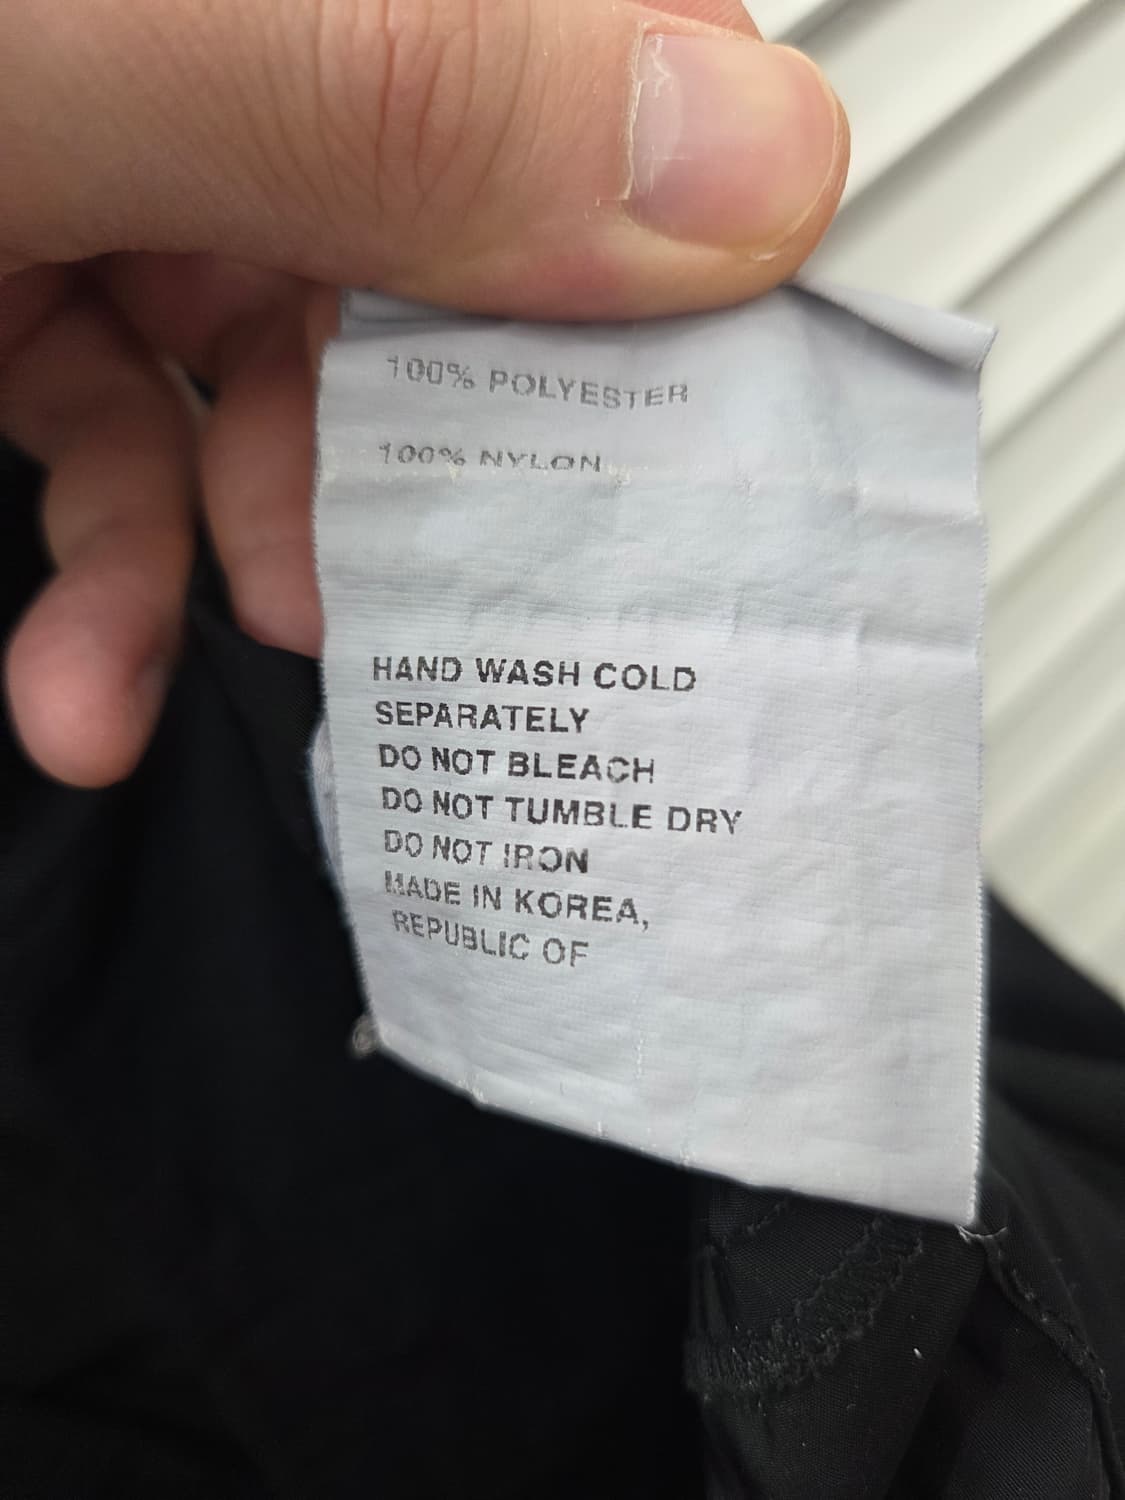 100% POLYESTER
100% NYLON
HAND WASH COLD
SEPARATELY
DO NOT BLEACH
DO NOT TUMBLE DRY
DO NOT IRON
MADE IN KOREA,
REPUBLIC OF